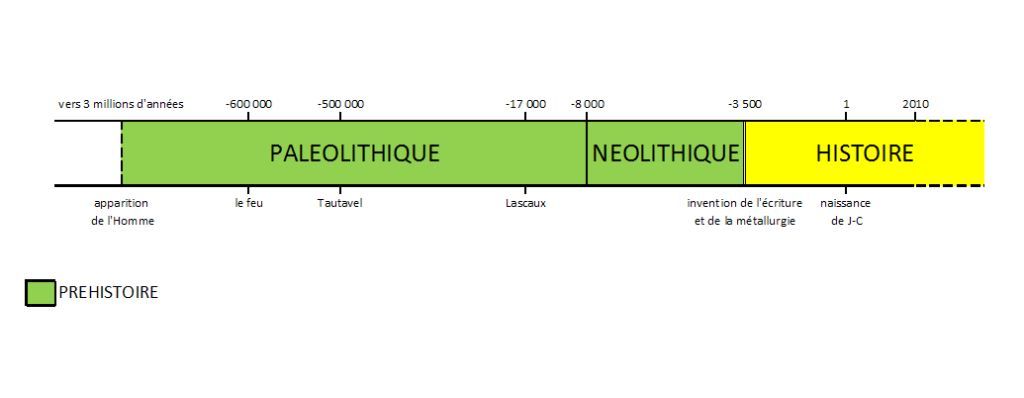 vers 3 millions d'années -600 000 -500 000 -17 000 -8 000 -3 500 1 2010
PALEOLITHIQUE NEOLITHIQUE HISTOIRE
apparition le feu Tautavel Lascaux invention de l'écriture naissance
de l'Homme et de la métallurgie de J-C
PREHISTOIRE